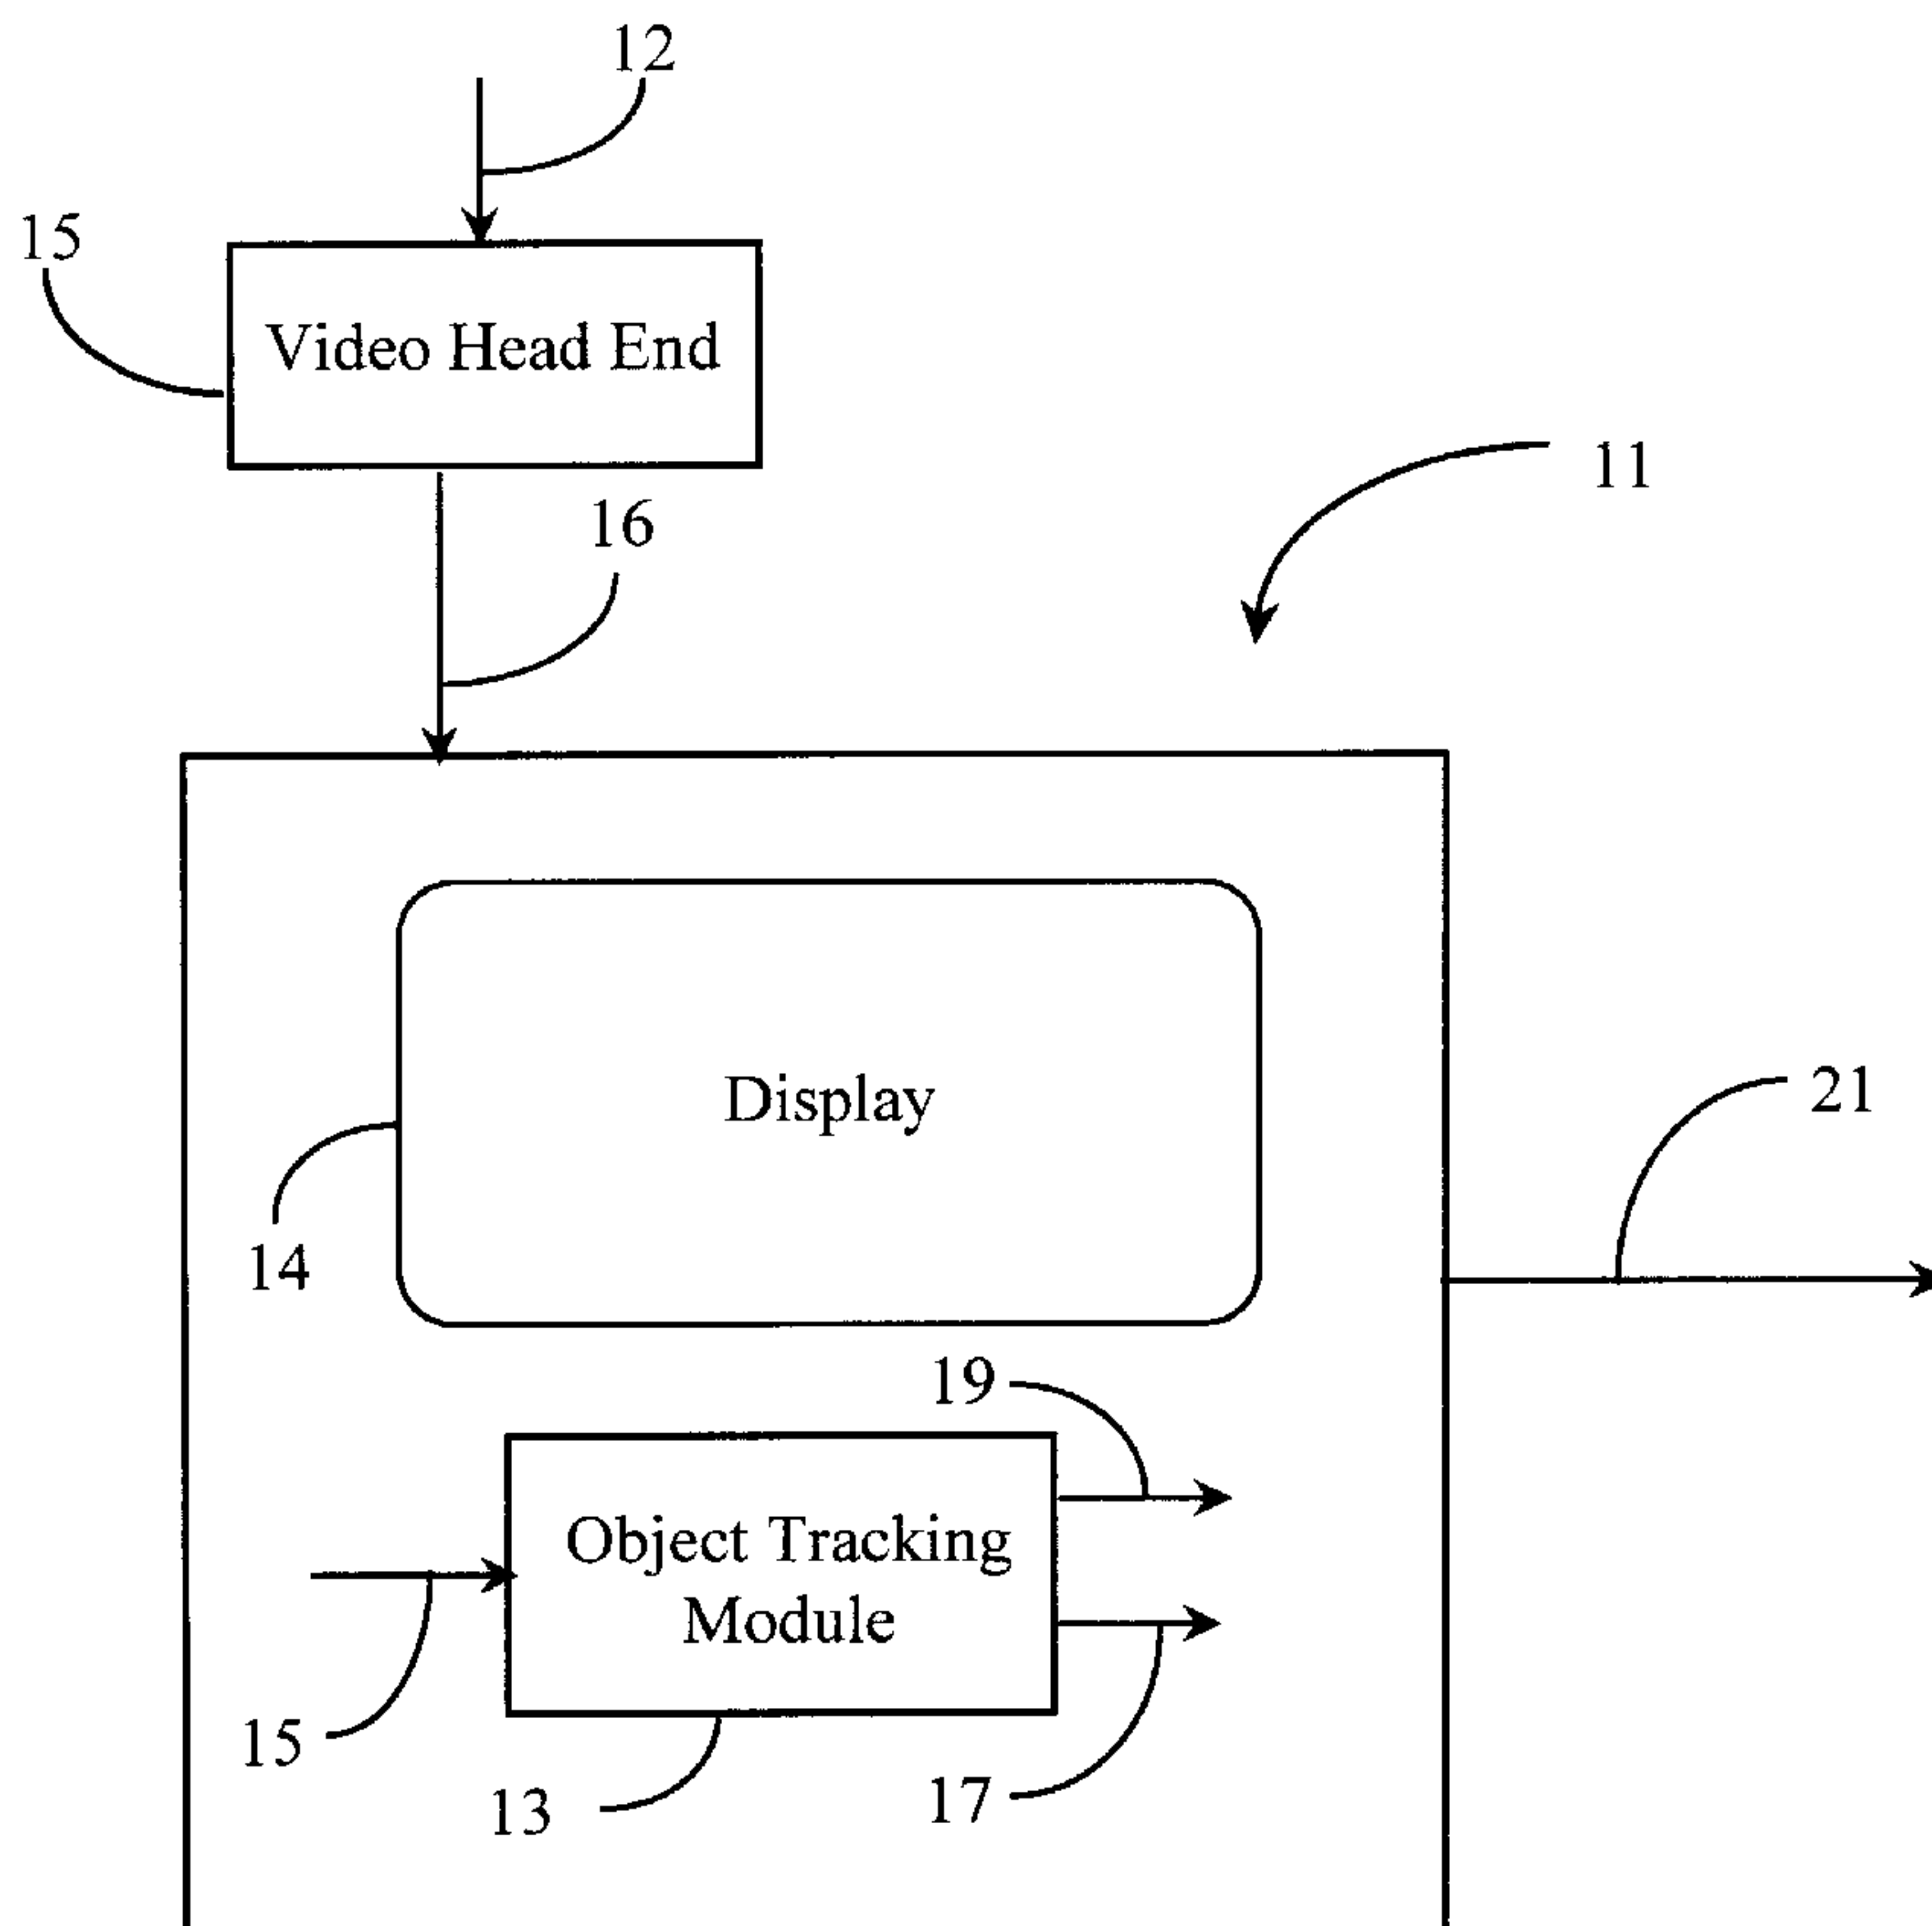 12
15
Video Head End
11
16
Display
21
14
19
Object Tracking
Module
15
13
17